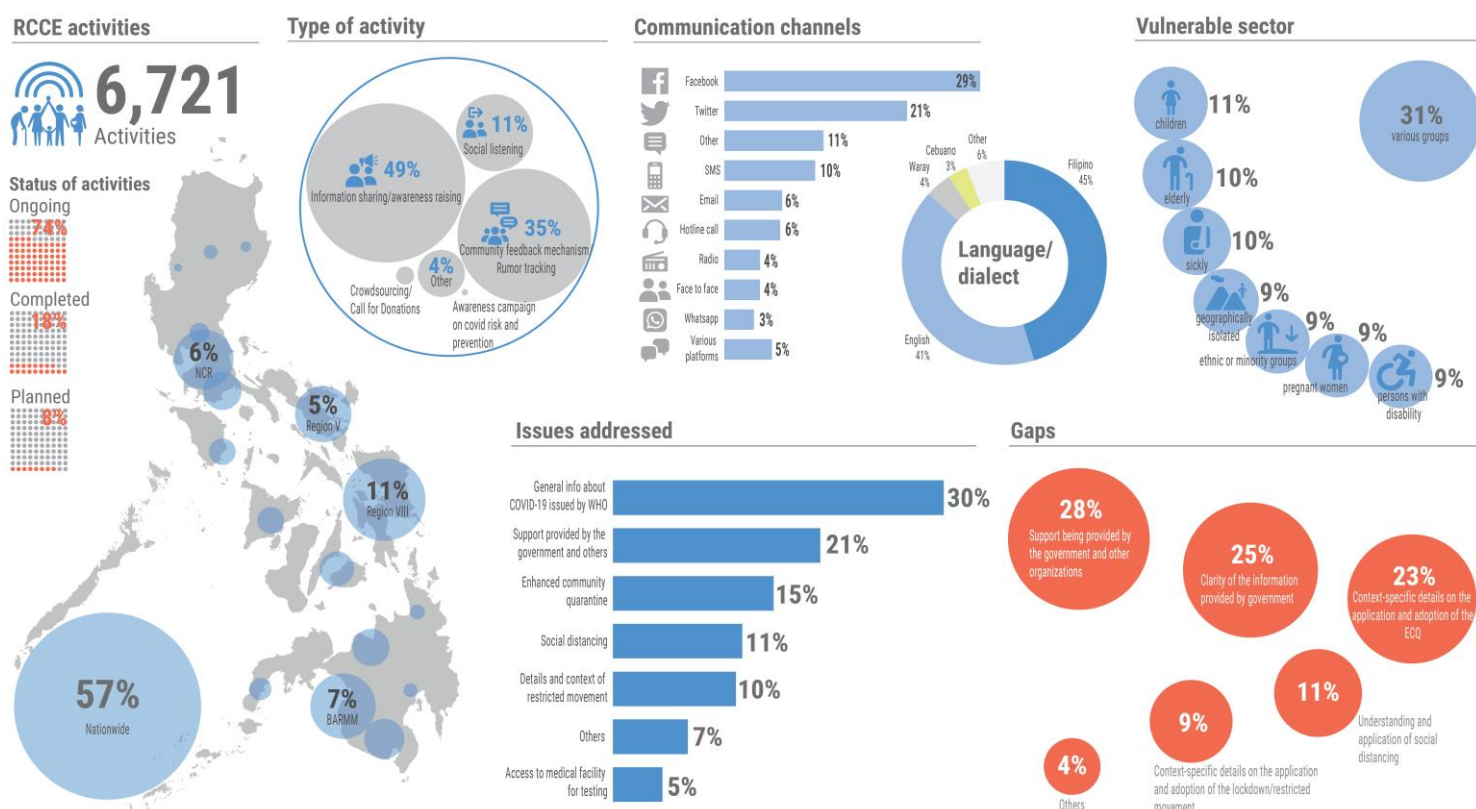 RCCE activities
6,721
Activities
Status of activities
Ongoing
74%
Completed
18%
Planned
8%
6%
NCR
5%
Region V
11%
Region VIII
7%
BARMM
57%
Nationwide
Type of activity
49%
Information sharing/awareness raising
11%
Social listening
35%
Community feedback mechanism/
Rumor tracking
4%
Other
Crowdsourcing/
Call for Donations
Awareness campaign
on covid risk and
prevention
Communication channels
Facebook 29%
Twitter 21%
Other 11%
SMS 10%
Email 6%
Hotline call 6%
Radio 4%
Face to face 4%
Whatsapp 3%
Various
platforms 5%
Language/
dialect
Filipino
45%
English
41%
Waray
4%
Cebuano
3%
Other
6%
Vulnerable sector
children
11%
elderly
10%
sickly
10%
geographically
isolated
9%
ethnic or minority groups
9%
pregnant women
9%
persons with
disability
9%
31%
various groups
Issues addressed
General info about
COVID-19 issued by WHO
30%
Support provided by the
government and others
21%
Enhanced community
quarantine
15%
Social distancing
11%
Details and context of
restricted movement
10%
Others
7%
Access to medical facility
for testing
5%
Gaps
28%
Support being provided by
the government and other
organizations
25%
Clarity of the information
provided by government
23%
Context-specific details on the
application and adoption of the
ECQ
11%
Understanding and
application of social
distancing
9%
Context-specific details on the application
and adoption of the lockdown/restricted
movement
4%
Others